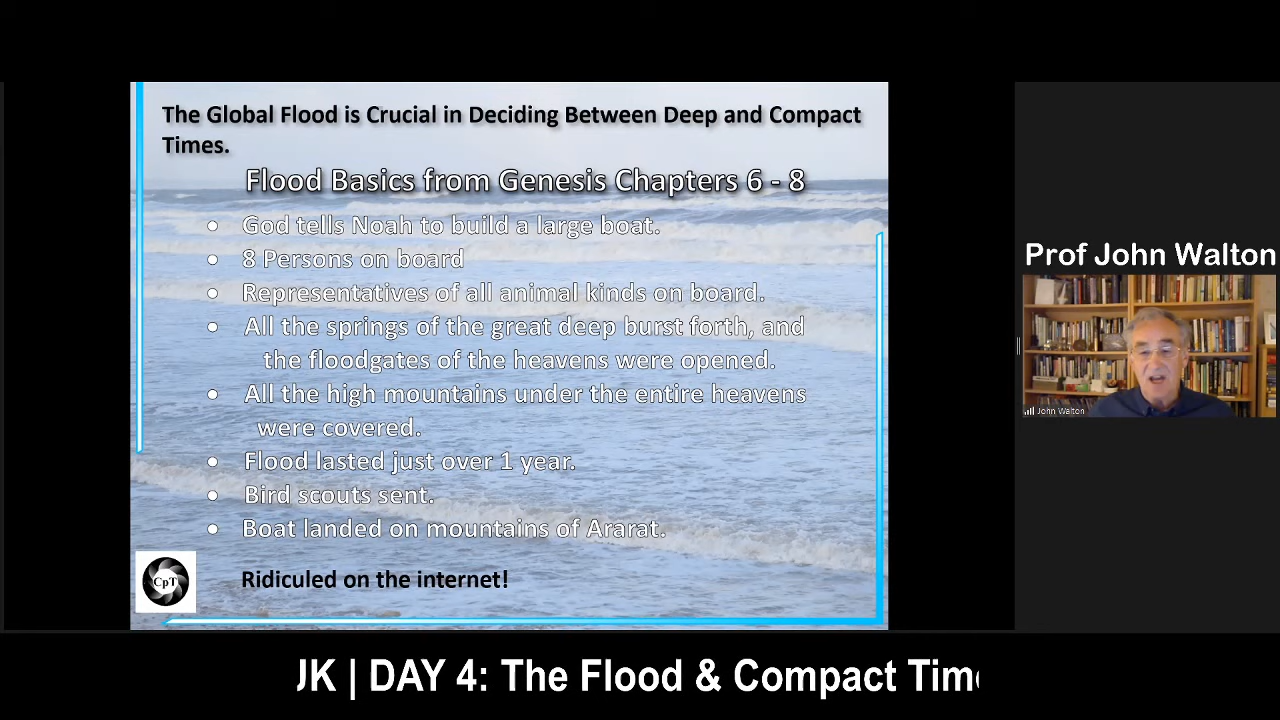 The Global Flood is Crucial in Deciding Between Deep and Compact
Times.
Flood Basics from Genesis Chapters 6 - 8
• God tells Noah to build a large boat.
• 8 Persons on board
• Representatives of all animal kinds on board.
• All the springs of the great deep burst forth, and
the floodgates of the heavens were opened.
• All the high mountains under the entire heavens
were covered.
• Flood lasted just over 1 year.
• Bird scouts sent.
• Boat landed on mountains of Ararat.
CpT
Ridiculed on the internet!
Prof John Walton
John Walton
JK | DAY 4: The Flood & Compact Time